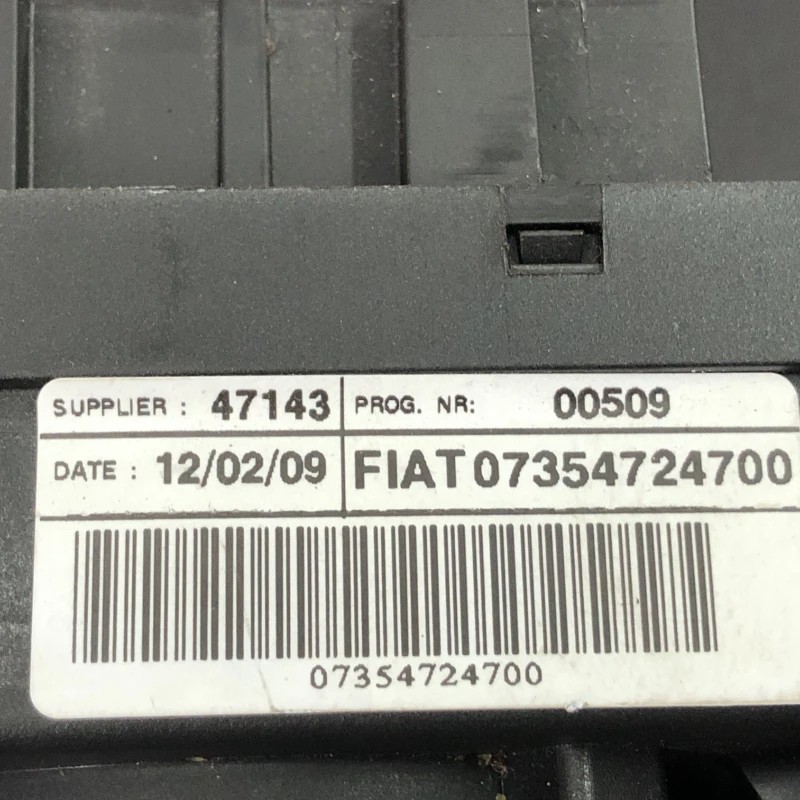 SUPPLIER : 47143 PROG. NR: 00509
DATE : 12/02/09 FIAT 07354724700
07354724700